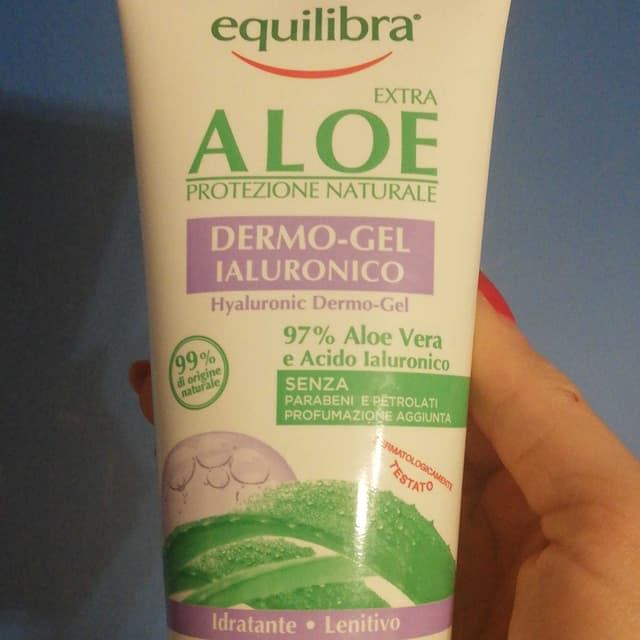 equilibra®
EXTRA
ALOE
PROTEZIONE NATURALE
DERMO-GEL
IALURONICO
Hyaluronic Dermo-Gel
97% Aloe Vera
e Acido Ialuronico
99%
di origine
naturale
SENZA
PARABENI E PETROLATI
PROFUMAZIONE AGGIUNTA
DERMATOLOGICAMENTE
TESTATO
Idratante • Lenitivo